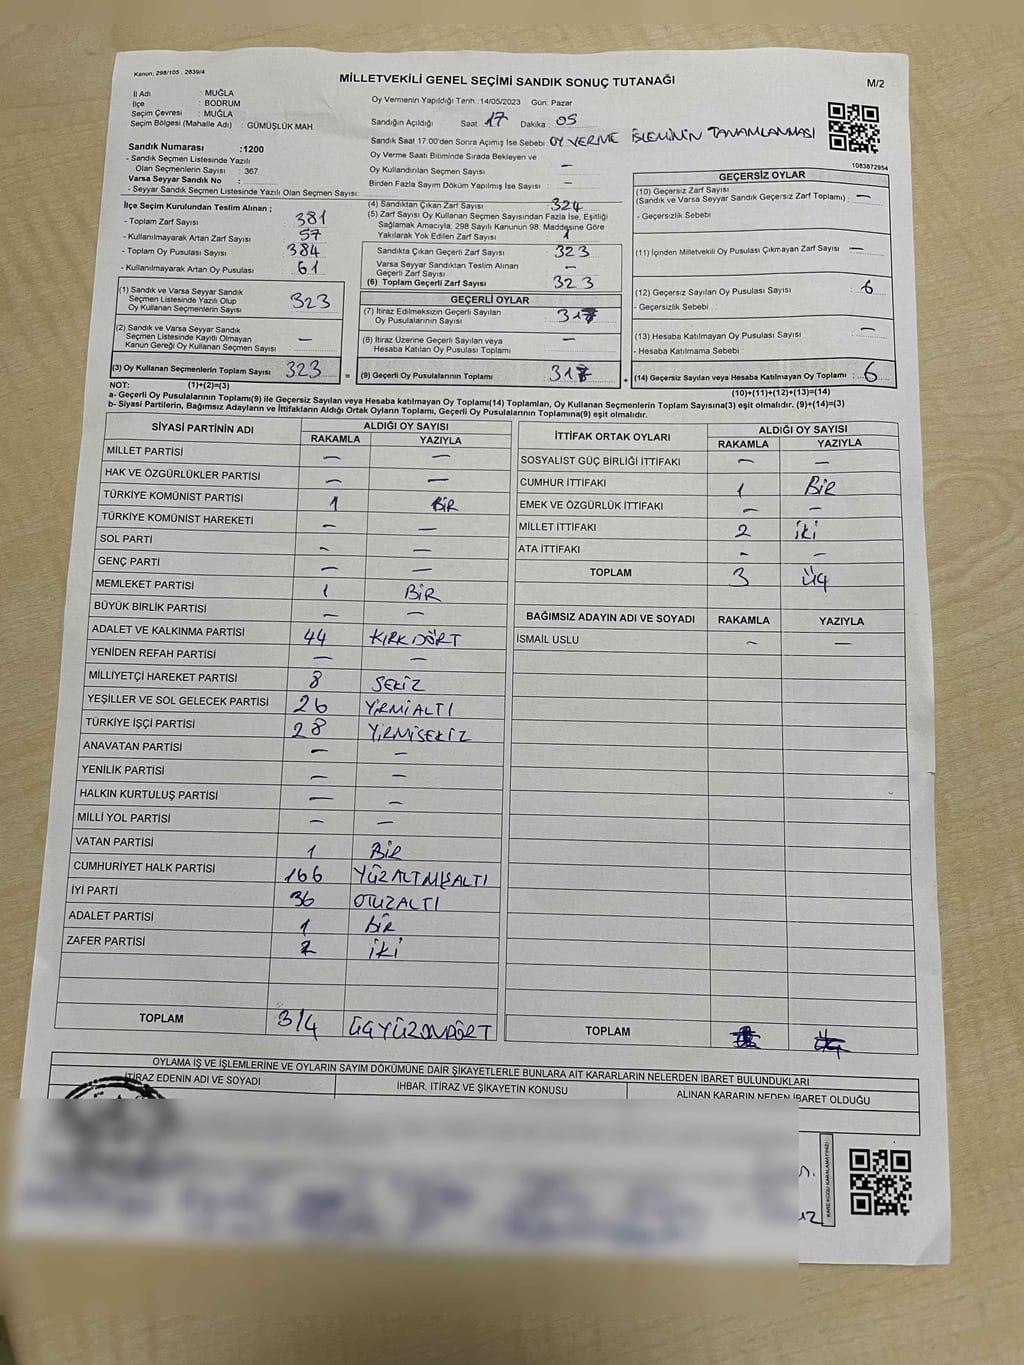 Kanun, 298/105 : 2839/4
MİLLETVEKİLİ GENEL SEÇİMİ SANDIK SONUÇ TUTANAĞI
M/2
İl Adı : MUĞLA
İlçe : BODRUM
Seçim Çevresi : MUĞLA
Seçim Bölgesi (Mahalle Adı) : GÜMÜŞLÜK MAH.
Oy Vermenin Yapıldığı Tarih :14/05/2023 Gün: Pazar
Sandığın Açıldığı Saat 17 Dakika 05
Sandık Saat 17:00'den Sonra Açılmış İse Sebebi : OY VERME İŞLEMİNİN TAMAMLANMASI
Oy Verme Saati Bitiminde Sırada Bekleyen ve
Oy Kullandırılan Seçmen Sayısı : —
Birden Fazla Sayım Döküm Yapılmış İse Sayısı : —
1083872954
Sandık Numarası :1200
- Sandık Seçmen Listesinde Yazılı
Olan Seçmenlerin Sayısı : 367
Varsa Seyyar Sandık No :
- Seyyar Sandık Seçmen Listesinde Yazılı Olan Seçmen Sayısı:
İlçe Seçim Kurulundan Teslim Alınan ;
- Toplam Zarf Sayısı : 381
- Kullanılmayarak Artan Zarf Sayısı : 57
- Toplam Oy Pusulası Sayısı : 384
- Kullanılmayarak Artan Oy Pusulası : 61
(1) Sandık ve Varsa Seyyar Sandık
Seçmen Listesinde Yazılı Olup
Oy Kullanan Seçmenlerin Sayısı : 323
(2) Sandık ve Varsa Seyyar Sandık
Seçmen Listesinde Kayıtlı Olmayan
Kanun Gereği Oy Kullanan Seçmen Sayısı : —
(3) Oy Kullanan Seçmenlerin Toplam Sayısı : 323 =
(4) Sandıktan Çıkan Zarf Sayısı : 324
(5) Zarf Sayısı Oy Kullanan Seçmen Sayısından Fazla İse, Eşitliği
Sağlamak Amacıyla, 298 Sayılı Kanunun 98. Maddesine Göre
Yakılarak Yok Edilen Zarf Sayısı : 1
Sandıkta Çıkan Geçerli Zarf Sayısı : 323
Varsa Seyyar Sandıktan Teslim Alınan
Geçerli Zarf Sayısı : —
(6) Toplam Geçerli Zarf Sayısı : 323
GEÇERLİ OYLAR
(7) İtiraz Edilmeksizin Geçerli Sayılan
Oy Pusulalarının Sayısı : 317
(8) İtiraz Üzerine Geçerli Sayılan veya
Hesaba Katılan Oy Pusulası Toplamı : —
(9) Geçerli Oy Pusulalarının Toplamı : 317 +
GEÇERSİZ OYLAR
(10) Geçersiz Zarf Sayısı
(Sandık ve Varsa Seyyar Sandık Geçersiz Zarf Toplamı) : —
- Geçersizlik Sebebi :
(11) İçinden Milletvekili Oy Pusulası Çıkmayan Zarf Sayısı : —
(12) Geçersiz Sayılan Oy Pusulası Sayısı : 6
- Geçersizlik Sebebi :
(13) Hesaba Katılmayan Oy Pusulası Sayısı : —
- Hesaba Katılmama Sebebi :
(14) Geçersiz Sayılan veya Hesaba Katılmayan Oy Toplamı : 6
NOT: (1)+(2)=(3)
(10)+(11)+(12)+(13)=(14)
a- Geçerli Oy Pusulalarının Toplamı(9) ile Geçersiz Sayılan veya Hesaba katılmayan Oy Toplamı(14) Toplamları, Oy Kullanan Seçmenlerin Toplam Sayısına(3) eşit olmalıdır. (9)+(14)=(3)
b- Siyasi Partilerin, Bağımsız Adayların ve İttifakların Aldığı Ortak Oyların Toplamı, Geçerli Oy Pusulalarının Toplamına(9) eşit olmalıdır.
SİYASİ PARTİNİN ADI ALDIĞI OY SAYISI
RAKAMLA YAZIYLA
MİLLET PARTİSİ — —
HAK VE ÖZGÜRLÜKLER PARTİSİ — —
TÜRKİYE KOMÜNİST PARTİSİ 1 BİR
TÜRKİYE KOMÜNİST HAREKETİ — —
SOL PARTİ — —
GENÇ PARTİ — —
MEMLEKET PARTİSİ 1 BİR
BÜYÜK BİRLİK PARTİSİ — —
ADALET VE KALKINMA PARTİSİ 44 KIRK DÖRT
YENİDEN REFAH PARTİSİ — —
MİLLİYETÇİ HAREKET PARTİSİ 8 SEKİZ
YEŞİLLER VE SOL GELECEK PARTİSİ 26 YİRMİALTI
TÜRKİYE İŞÇİ PARTİSİ 28 YİRMİSEKİZ
ANAVATAN PARTİSİ — —
YENİLİK PARTİSİ — —
HALKIN KURTULUŞ PARTİSİ — —
MİLLİ YOL PARTİSİ — —
VATAN PARTİSİ 1 BİR
CUMHURİYET HALK PARTİSİ 166 YÜZALTMIŞALTI
İYİ PARTİ 36 OTUZALTI
ADALET PARTİSİ 1 BİR
ZAFER PARTİSİ 2 İKİ
TOPLAM 314 ÜÇYÜZONDÖRT
İTTİFAK ORTAK OYLARI ALDIĞI OY SAYISI
RAKAMLA YAZIYLA
SOSYALİST GÜÇ BİRLİĞİ İTTİFAKI — —
CUMHUR İTTİFAKI 1 BİR
EMEK VE ÖZGÜRLÜK İTTİFAKI — —
MİLLET İTTİFAKI 2 İKİ
ATA İTTİFAKI — —
TOPLAM 3 ÜÇ
BAĞIMSIZ ADAYIN ADI VE SOYADI RAKAMLA YAZIYLA
İSMAİL USLU — —
TOPLAM
OYLAMA İŞ VE İŞLEMLERİNE VE OYLARIN SAYIM DÖKÜMÜNE DAİR ŞİKAYETLERLE BUNLARA AİT KARARLARIN NELERDEN İBARET BULUNDUKLARI
İTİRAZ EDENİN ADI VE SOYADI İHBAR, İTİRAZ VE ŞİKAYETİN KONUSU ALINAN KARARIN NEDEN İBARET OLDUĞU
KARE KODU KARALAMAYINIZ!